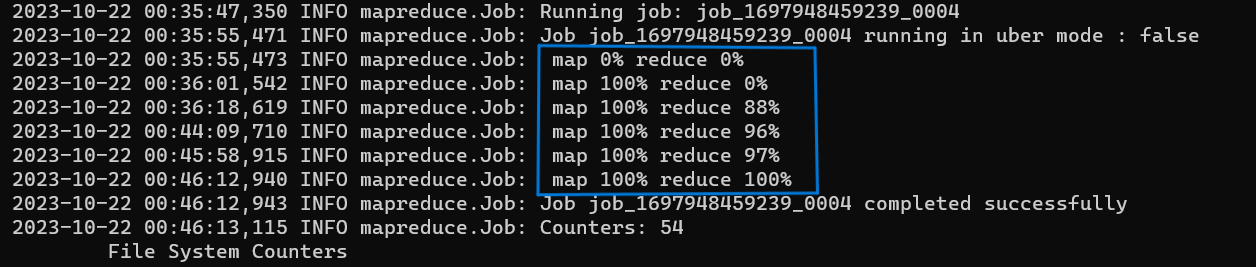 2023-10-22 00:35:47,350 INFO mapreduce.Job: Running job: job_1697948459239_0004
2023-10-22 00:35:55,471 INFO mapreduce.Job: Job job_1697948459239_0004 running in uber mode : false
2023-10-22 00:35:55,473 INFO mapreduce.Job:  map 0% reduce 0%
2023-10-22 00:36:01,542 INFO mapreduce.Job:  map 100% reduce 0%
2023-10-22 00:36:18,619 INFO mapreduce.Job:  map 100% reduce 88%
2023-10-22 00:44:09,710 INFO mapreduce.Job:  map 100% reduce 96%
2023-10-22 00:45:58,915 INFO mapreduce.Job:  map 100% reduce 97%
2023-10-22 00:46:12,940 INFO mapreduce.Job:  map 100% reduce 100%
2023-10-22 00:46:12,943 INFO mapreduce.Job: Job job_1697948459239_0004 completed successfully
2023-10-22 00:46:13,115 INFO mapreduce.Job: Counters: 54
        File System Counters